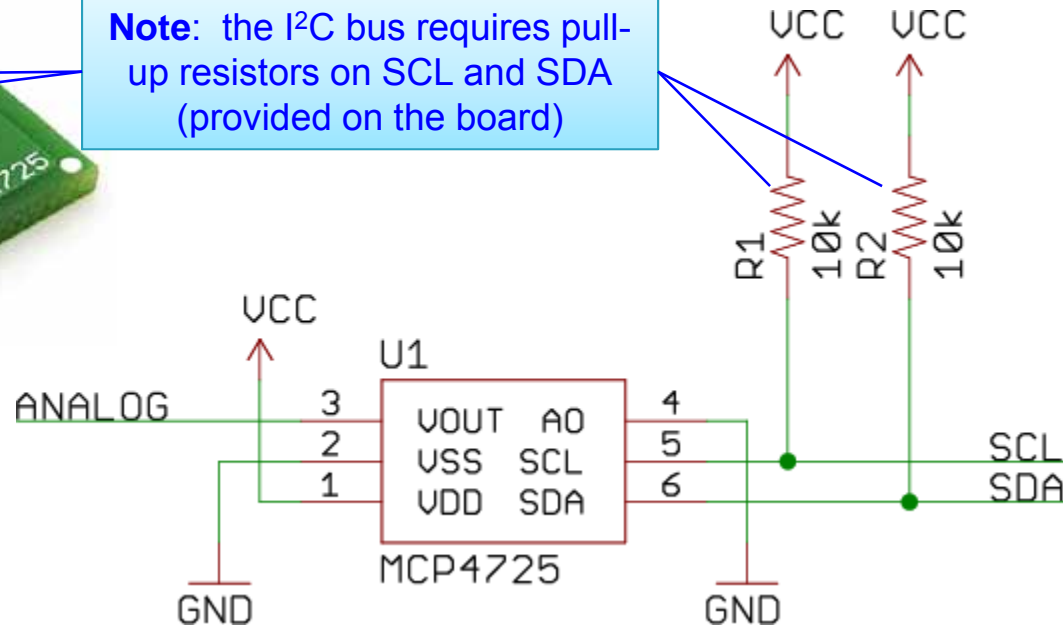 Note: the I²C bus requires pull-
up resistors on SCL and SDA
(provided on the board)
VCC VCC
R1 10k R2 10k
VCC
U1
ANALOG 3 VOUT A0 4
2 VSS SCL 5 SCL
1 VDD SDA 6 SDA
MCP4725
GND GND